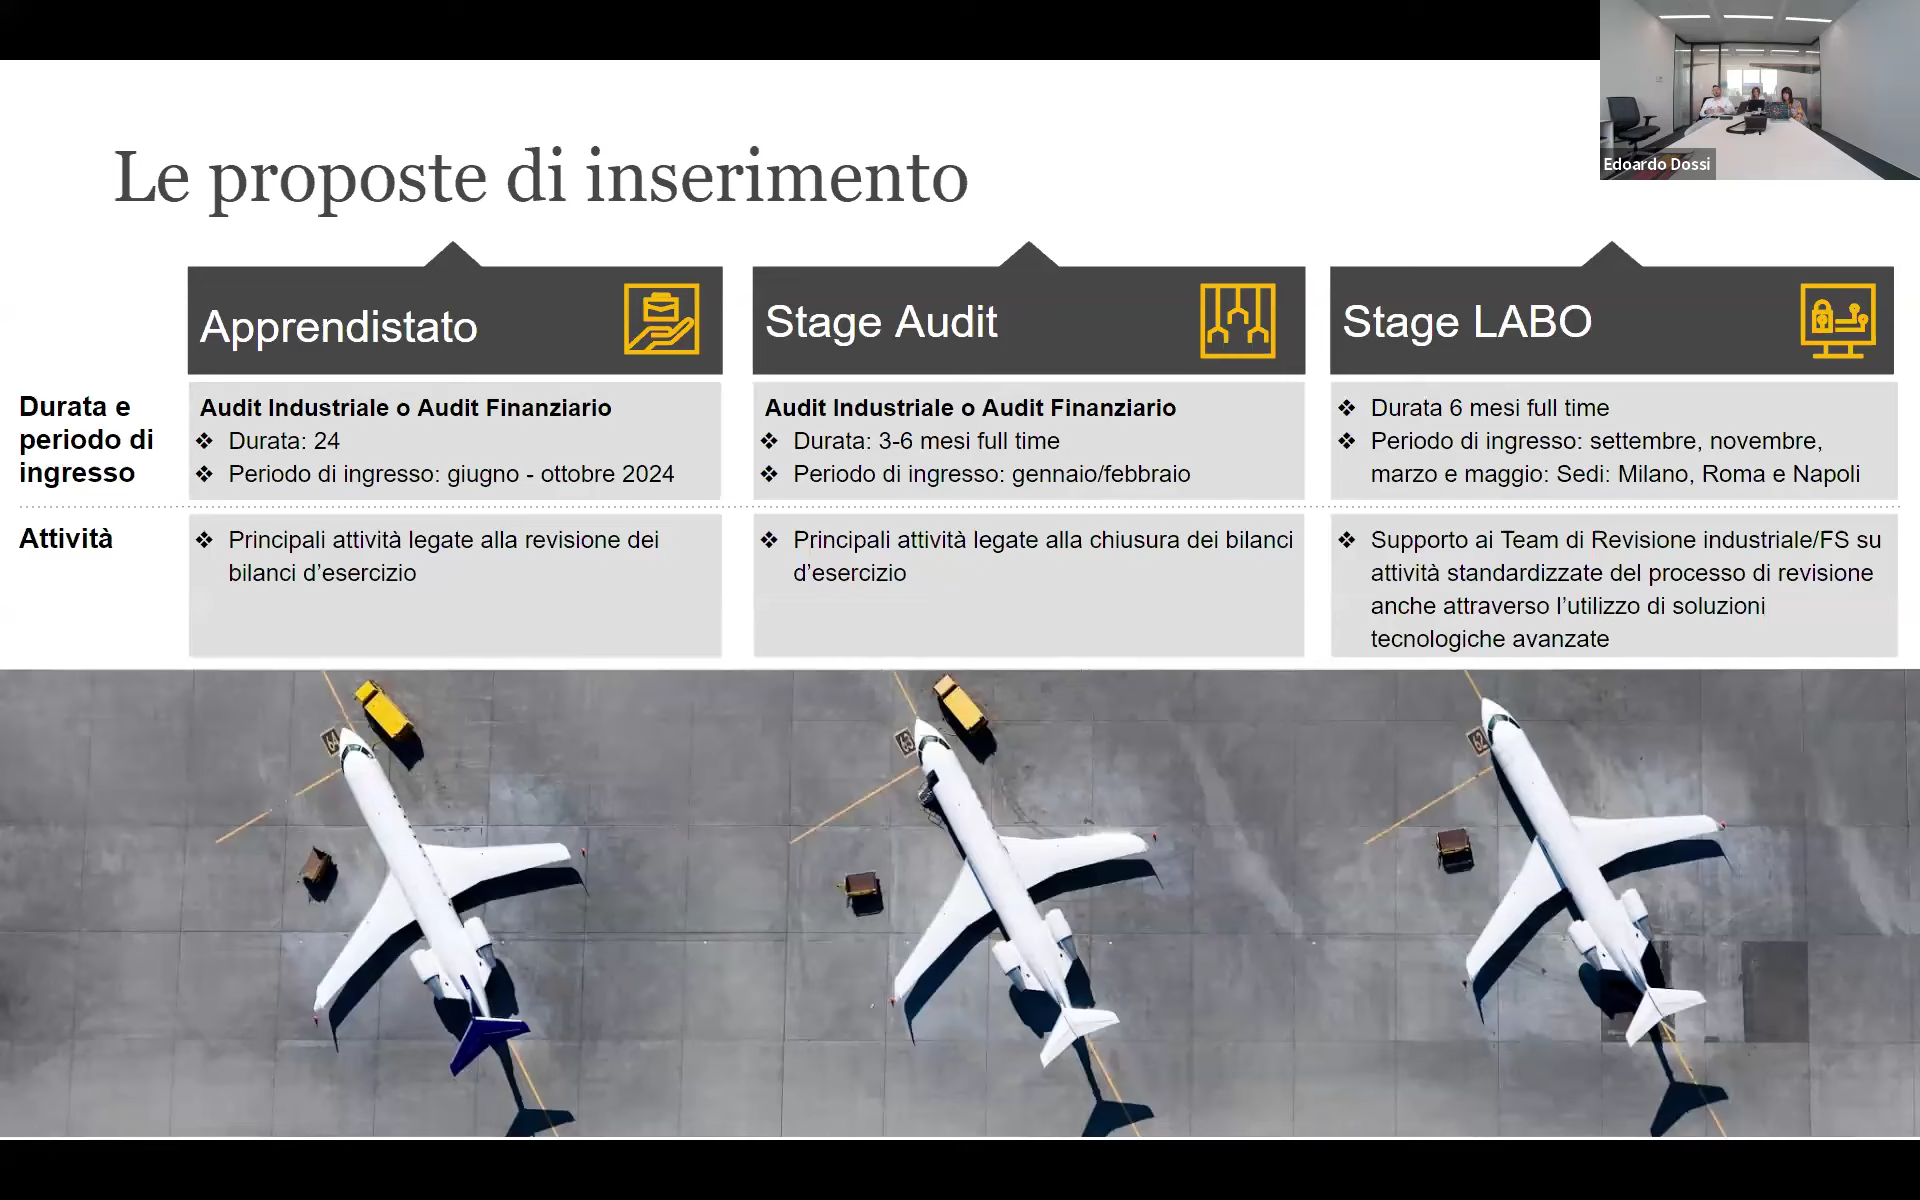 Edoardo Dossi
Le proposte di inserimento
Apprendistato
Stage Audit
Stage LABO
Durata e
periodo di
ingresso
Audit Industriale o Audit Finanziario
❖ Durata: 24
❖ Periodo di ingresso: giugno - ottobre 2024
Audit Industriale o Audit Finanziario
❖ Durata: 3-6 mesi full time
❖ Periodo di ingresso: gennaio/febbraio
❖ Durata 6 mesi full time
❖ Periodo di ingresso: settembre, novembre,
marzo e maggio: Sedi: Milano, Roma e Napoli
Attività
❖ Principali attività legate alla revisione dei
bilanci d’esercizio
❖ Principali attività legate alla chiusura dei bilanci
d’esercizio
❖ Supporto ai Team di Revisione industriale/FS su
attività standardizzate del processo di revisione
anche attraverso l’utilizzo di soluzioni
tecnologiche avanzate
64
63
62